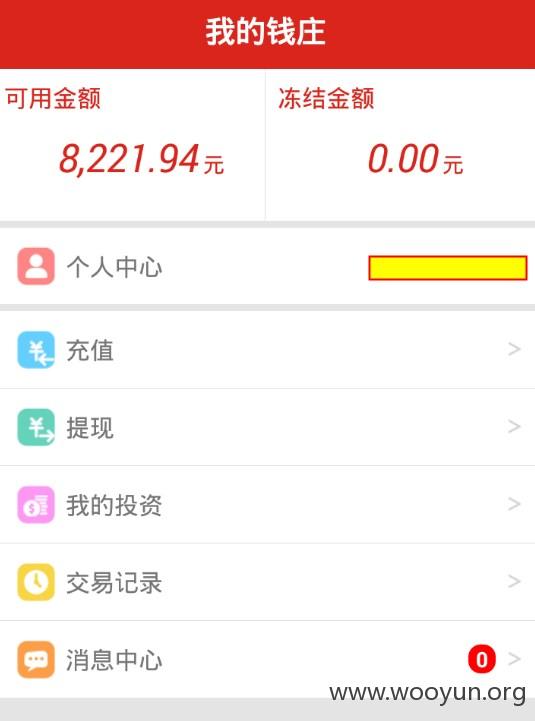 我的钱庄
可用金额 冻结金额
8,221.94元 0.00元
个人中心
充值 >
提现 >
我的投资 >
交易记录 >
消息中心 0 >
www.wooyun.org